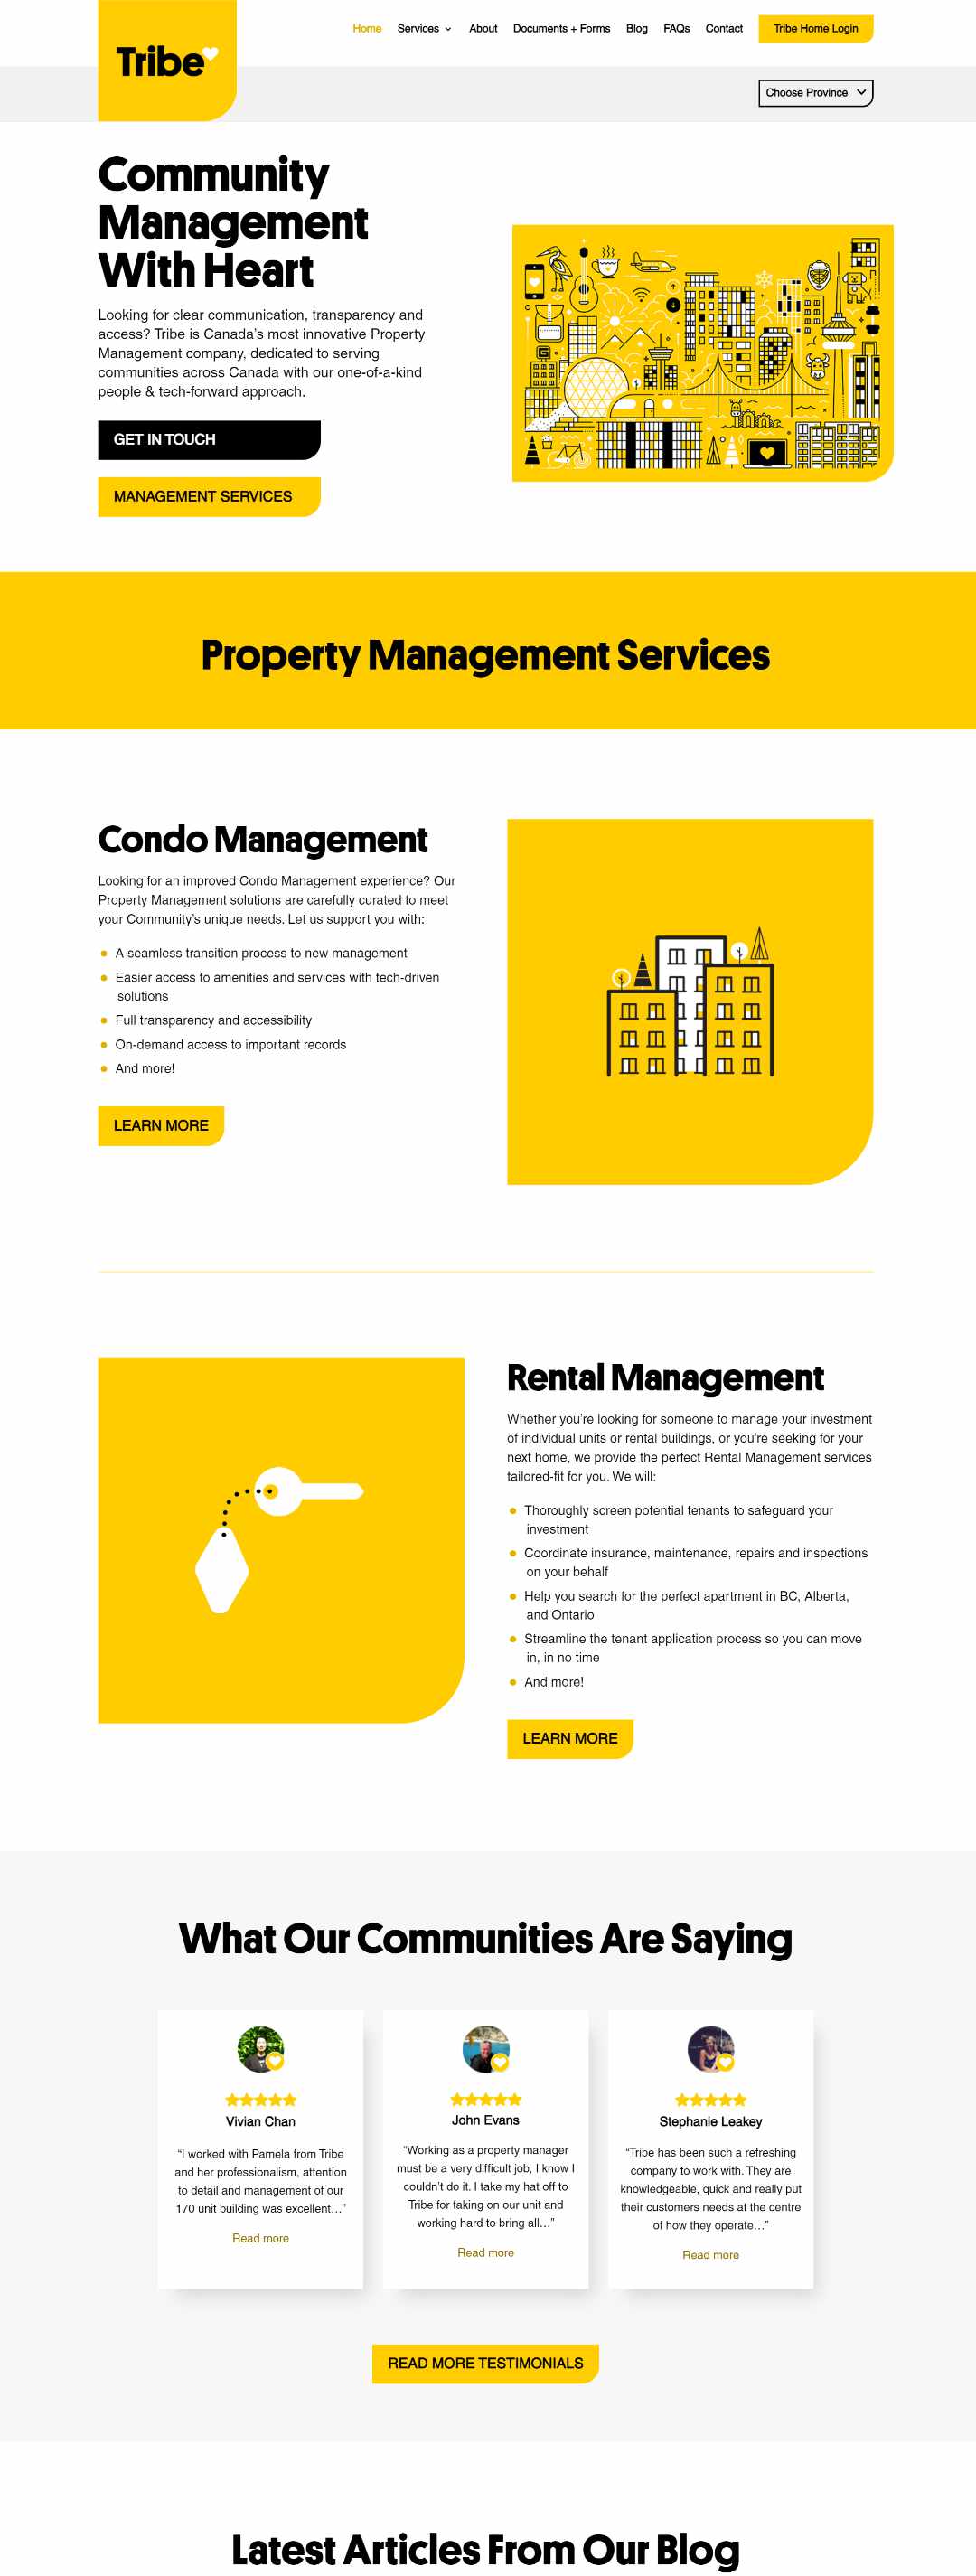 Tribe
Home Services About Documents + Forms Blog FAQs Contact Tribe Home Login
Choose Province
Community
Management
With Heart
Looking for clear communication, transparency and
access? Tribe is Canada’s most innovative Property
Management company, dedicated to serving
communities across Canada with our one-of-a-kind
people & tech-forward approach.
GET IN TOUCH
MANAGEMENT SERVICES
Property Management Services
Condo Management
Looking for an improved Condo Management experience? Our
Property Management solutions are carefully curated to meet
your Community’s unique needs. Let us support you with:
A seamless transition process to new management
Easier access to amenities and services with tech-driven
solutions
Full transparency and accessibility
On-demand access to important records
And more!
LEARN MORE
Rental Management
Whether you’re looking for someone to manage your investment
of individual units or rental buildings, or you’re seeking for your
next home, we provide the perfect Rental Management services
tailored-fit for you. We will:
Thoroughly screen potential tenants to safeguard your
investment
Coordinate insurance, maintenance, repairs and inspections
on your behalf
Help you search for the perfect apartment in BC, Alberta,
and Ontario
Streamline the tenant application process so you can move
in, in no time
And more!
LEARN MORE
What Our Communities Are Saying
Vivian Chan
“I worked with Pamela from Tribe
and her professionalism, attention
to detail and management of our
170 unit building was excellent…”
Read more
John Evans
“Working as a property manager
must be a very difficult job, I know I
couldn’t do it. I take my hat off to
Tribe for taking on our unit and
working hard to bring all…”
Read more
Stephanie Leakey
“Tribe has been such a refreshing
company to work with. They are
knowledgeable, quick and really put
their customers needs at the centre
of how they operate…”
Read more
READ MORE TESTIMONIALS
Latest Articles From Our Blog